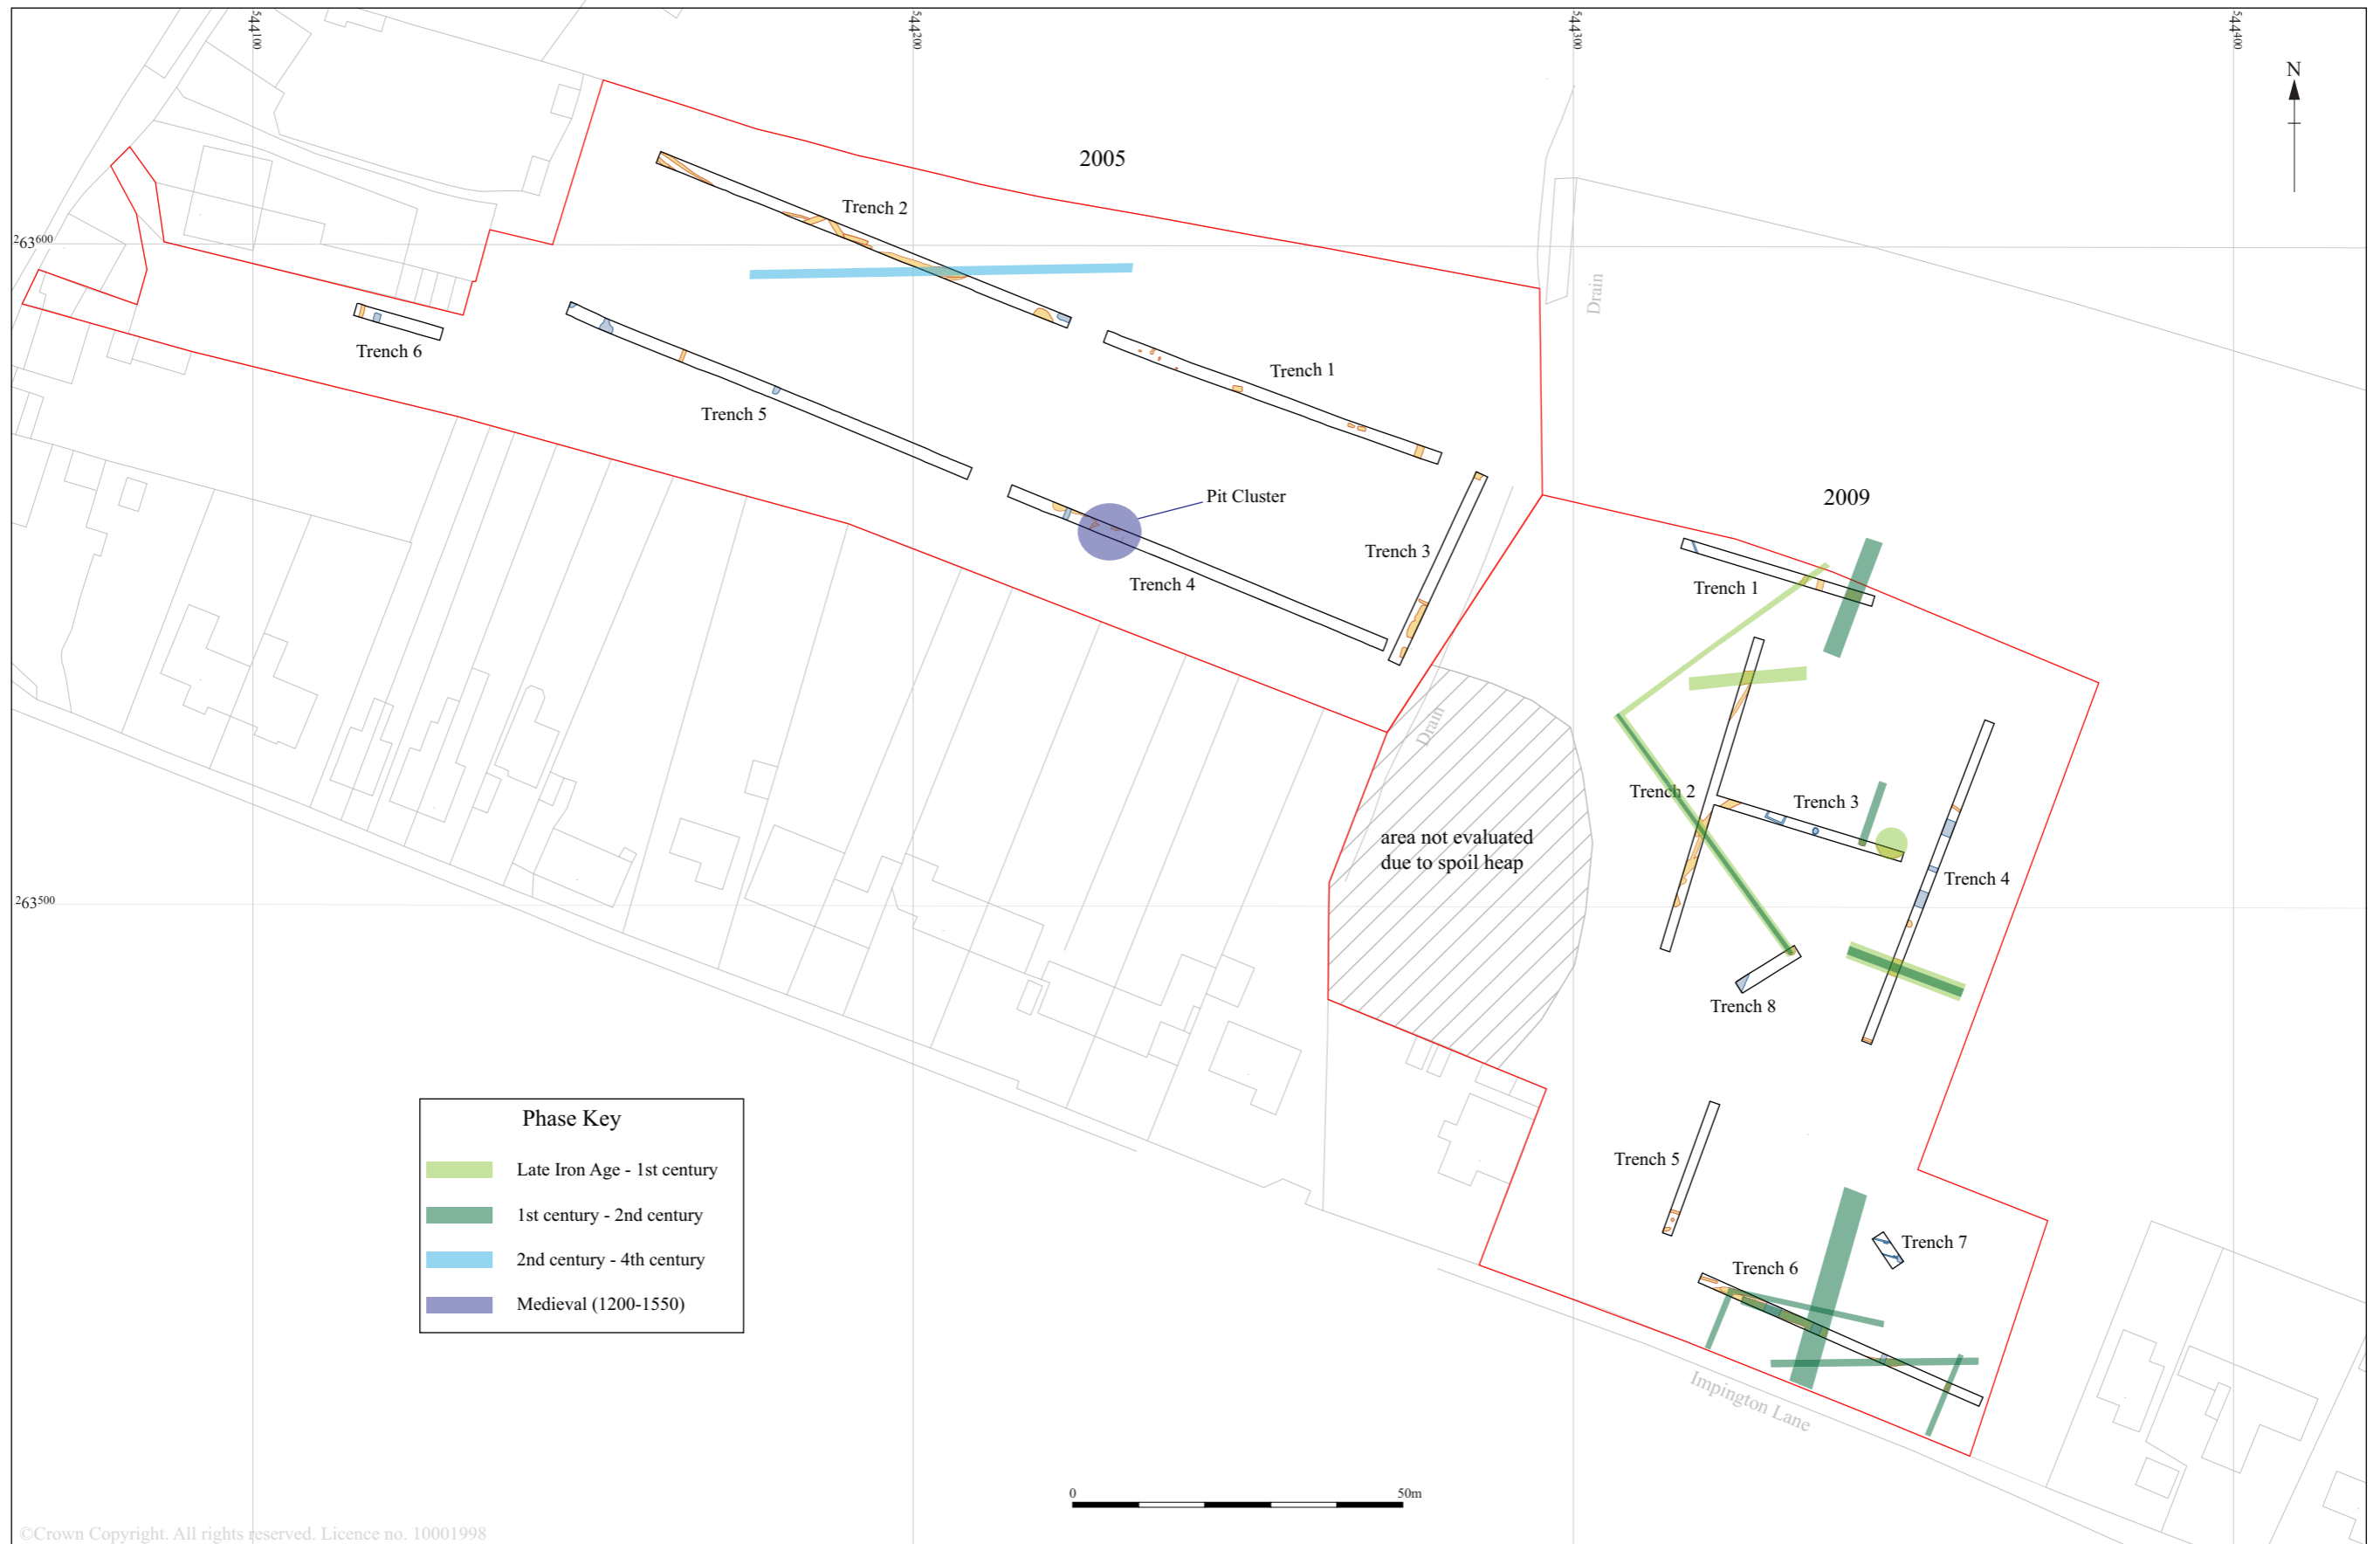 544100
544200
544300
544400
N
2005
Trench 2
263600
Drain
Trench 6
Trench 1
Trench 5
Pit Cluster
2009
Trench 3
Trench 4
Trench 1
Drain
Trench 2
Trench 3
area not evaluated
due to spoil heap
Trench 4
263500
Trench 8
Phase Key
Late Iron Age - 1st century
1st century - 2nd century
2nd century - 4th century
Medieval (1200-1550)
Trench 5
Trench 7
Trench 6
Impington Lane
0 50m
©Crown Copyright. All rights reserved. Licence no. 10001998